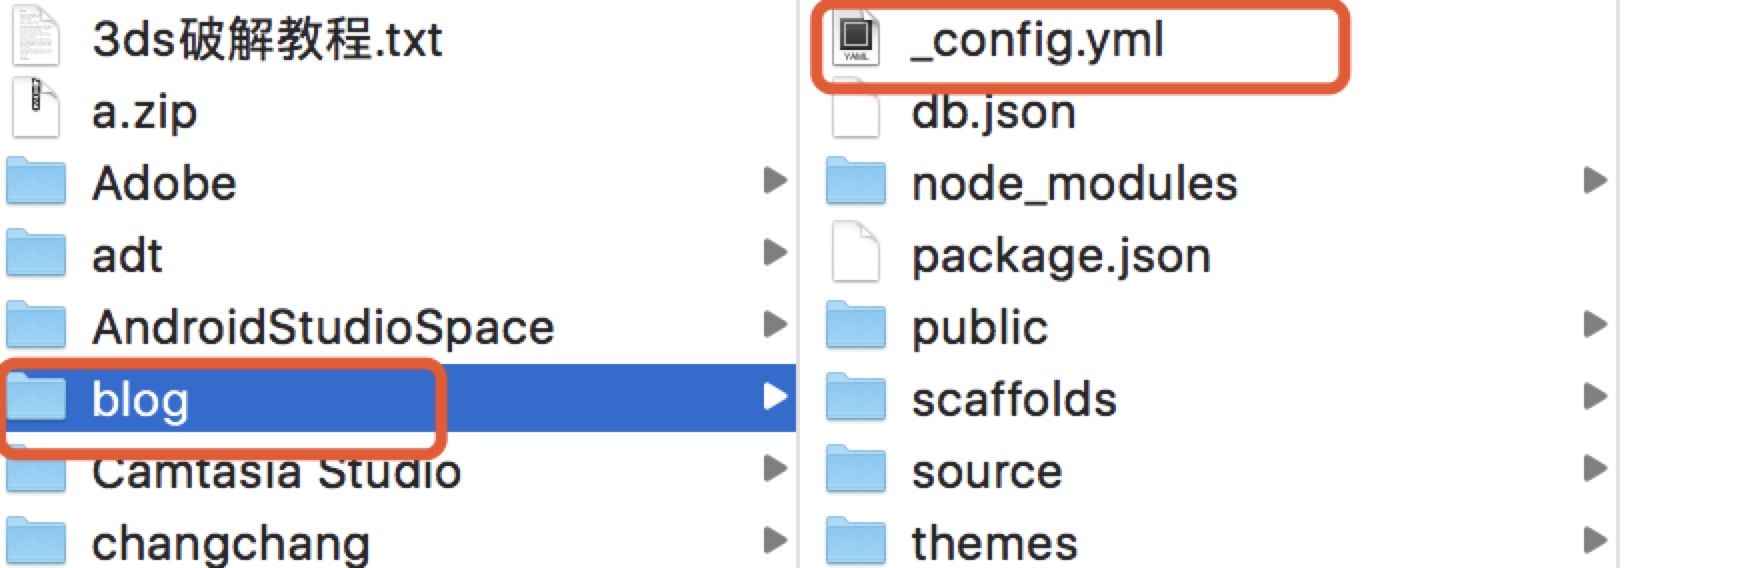 3ds破解教程.txt
a.zip
Adobe
adt
AndroidStudioSpace
blog
Camtasia Studio
changchang
YAML
_config.yml
db.json
node_modules
package.json
public
scaffolds
source
themes